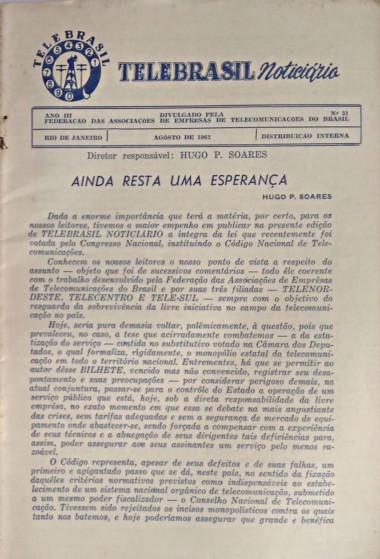 TELEBRASIL
TELEBRASIL Noticiário
ANO III
DIVULGADO PELA
FEDERAÇÃO DAS ASSOCIAÇÕES DE EMPRESAS DE TELECOMUNICAÇÕES DO BRASIL
Nº 31
RIO DE JANEIRO
AGOSTO DE 1962
DISTRIBUIÇÃO INTERNA
Diretor responsável: HUGO P. SOARES
AINDA RESTA UMA ESPERANÇA
HUGO P. SOARES
Dada a enorme importância que terá a matéria, por certo, para os
nossos leitores, tivemos o maior empenho em publicar na presente edição
de TELEBRASIL NOTICIÁRIO a íntegra da lei que recentemente foi
votada pelo Congresso Nacional, instituindo o Código Nacional de Tele-
comunicações.
Conhecem os nossos leitores o nosso ponto de vista a respeito do
assunto — objeto que foi de sucessivos comentários — todo êle coerente
com o trabalho desenvolvido pela Federação das Associações de Emprêsas
de Telecomunicações do Brasil e por suas três filiadas — TELENOR-
DESTE, TELECENTRO E TELE-SUL — sempre com o objetivo do
resguardo da sobrevivência da livre iniciativa no campo da telecomuni-
cação no país.
Hoje, seria pura demasia voltar, polêmicamente, à questão, pois que
prevaleceu, no caso, a tese que acirradamente combatemos — a da esta-
tização do serviço — contida no substitutivo votado na Câmara dos Depu-
tados, o qual formaliza, rigidamente, o monopólio estatal da telecomuni-
cação em todo o território nacional. Entrementes, há que se permitir ao
autor dêsse BILHETE, vencido mas não convencido, registrar seu desa-
pontamento e suas preocupações — por considerar perigoso demais, na
atual conjuntura, passar-se para o contrôle do Estado a operação de um
serviço público que está, hoje, sob a direta responsabilidade da livre
emprêsa, no exato momento em que essa se debate na mais angustiante
das crises, sem tarifas adequadas e sem a segurança de mercado de equi-
pamento onde abastecer-se, sendo forçada a compensar com a experiência
de seus técnicos e a abnegação de seus dirigentes tais deficiências para,
assim, poder assegurar aos seus assinantes um serviço pelo menos ra-
zoável.
O Código representa, apesar de seus defeitos e de suas falhas, um
primeiro e agigantado passo que se dá, neste país, no sentido da fixação
daquêles critérios normativos previstos como indispensáveis ao estabe-
lecimento de um sistema nacional orgânico de telecomunicação, submetido
a um mesmo poder fiscalizador — o Conselho Nacional de Telecomuni-
cação. Tivessem sido rejeitados os incisos monopolísticos contra os quais
tanto nos batemos, e hoje poderíamos assegurar que grande e benéfica